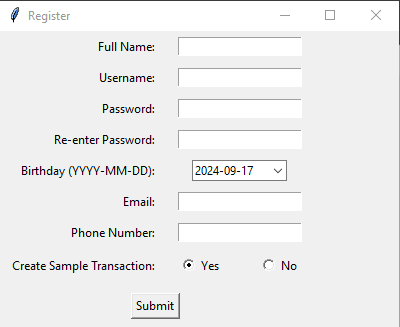 Register
Full Name:
Username:
Password:
Re-enter Password:
Birthday (YYYY-MM-DD): 2024-09-17
Email:
Phone Number:
Create Sample Transaction: Yes No
Submit